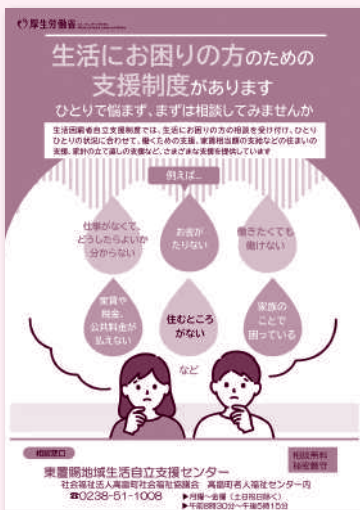 厚生労働省
生活にお困りの方のための
支援制度があります
ひとりで悩まず、まずは相談してみませんか
生活困窮者自立支援制度では、生活にお困りの方の相談を受け付け、ひとり
ひとりの状況に合わせて、働くための支援、家賃相当額の支給などの住まいの
支援、家計の立て直しの支援など、さまざまな支援を提供しています
例えば…
仕事がなくて、
どうしたらよいか
分からない
お金が
たりない
働きたくても
働けない
家賃や
税金、
公共料金が
払えない
住むところ
がない
家族の
ことで
困っている
など
相談窓口
相談無料
秘密厳守
東置賜地域生活自立支援センター
社会福祉法人高畠町社会福祉協議会 高畠町老人福祉センター内
☎0238-51-1008
▶月曜～金曜(土日祝日除く)
▶午前8時30分～午後5時15分